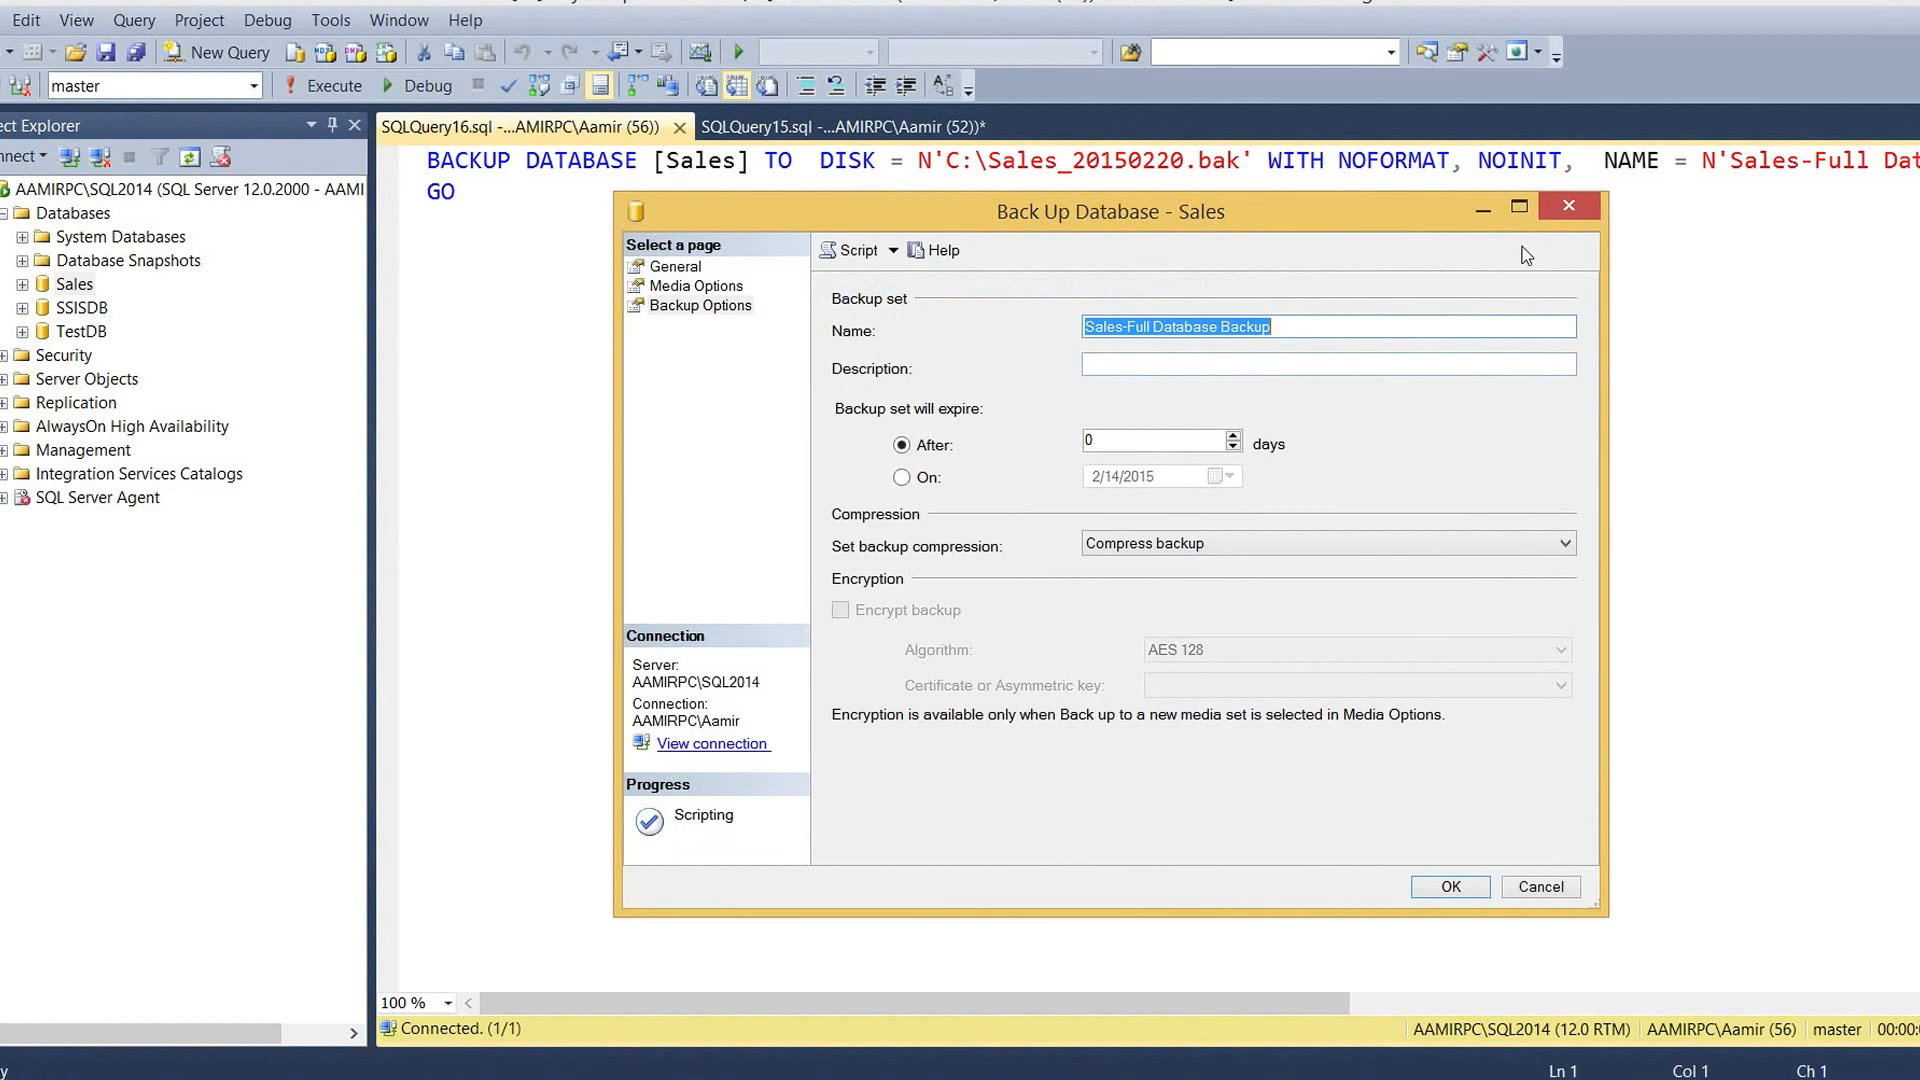 Edit View Query Project Debug Tools Window Help
New Query
master Execute Debug
ect Explorer
SQLQuery16.sql -...AMIRPC\Aamir (56))
SQLQuery15.sql -...AMIRPC\Aamir (52))*
nnect
BACKUP DATABASE [Sales] TO  DISK = N'C:\Sales_20150220.bak' WITH NOFORMAT, NOINIT,  NAME = N'Sales-Full Dat
GO
AAMIRPC\SQL2014 (SQL Server 12.0.2000 - AAMI
Databases
System Databases
Database Snapshots
Sales
SSISDB
TestDB
Security
Server Objects
Replication
AlwaysOn High Availability
Management
Integration Services Catalogs
SQL Server Agent
Back Up Database - Sales
Select a page
General
Media Options
Backup Options
Script Help
Backup set
Name: Sales-Full Database Backup
Description:
Backup set will expire:
After: 0 days
On: 2/14/2015
Compression
Set backup compression: Compress backup
Encryption
Encrypt backup
Algorithm: AES 128
Certificate or Asymmetric key:
Encryption is available only when Back up to a new media set is selected in Media Options.
Connection
Server:
AAMIRPC\SQL2014
Connection:
AAMIRPC\Aamir
View connection
Progress
Scripting
OK Cancel
100 %
Connected. (1/1) AAMIRPC\SQL2014 (12.0 RTM) AAMIRPC\Aamir (56) master 00:00:
y Ln 1 Col 1 Ch 1